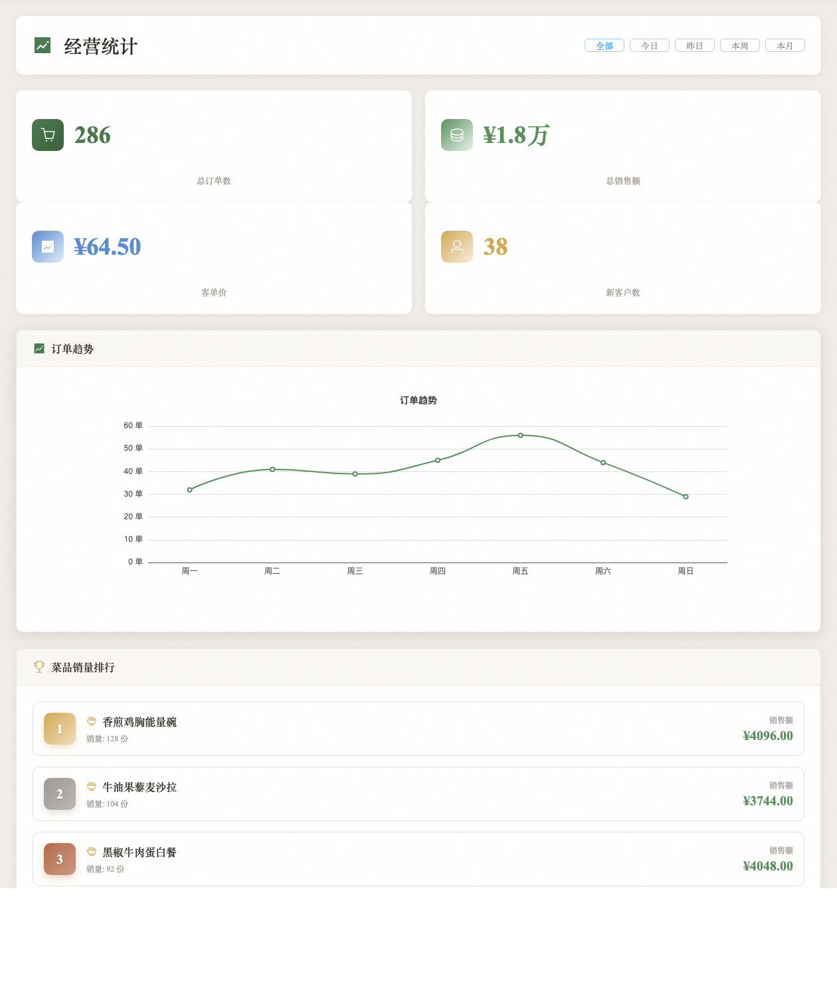 经营统计
全部 今日 昨日 本周 本月
286
总订单数
¥1.8万
总销售额
¥64.50
客单价
38
新客户数
订单趋势
订单趋势
60 单
50 单
40 单
30 单
20 单
10 单
0 单
周一 周二 周三 周四 周五 周六 周日
菜品销量排行
1
香煎鸡胸能量碗
销量: 128 份
销售额
¥4096.00
2
牛油果藜麦沙拉
销量: 104 份
销售额
¥3744.00
3
黑椒牛肉蛋白餐
销量: 92 份
销售额
¥4048.00